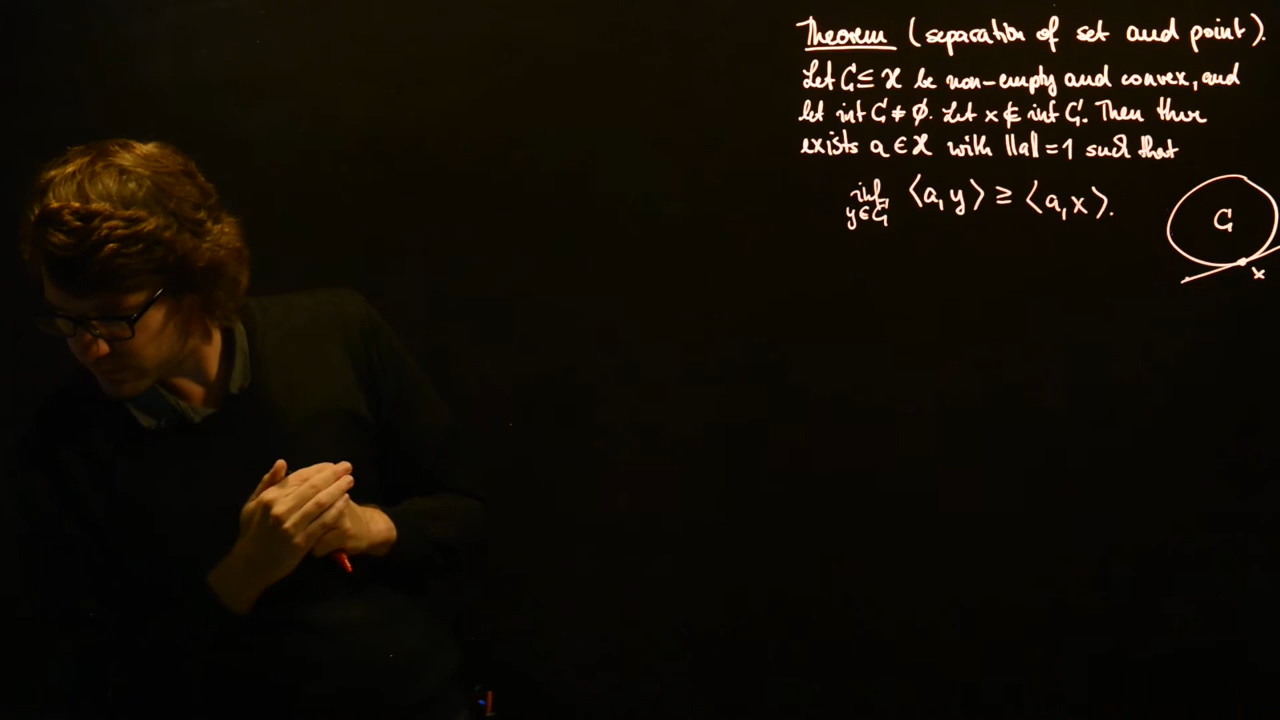 Theorem (separation of set and point).
Let C ⊆ H be non-empty and convex, and
let int C ≠ ∅. Let x ∉ int C. Then there
exists a ∈ H with ||a||=1 such that
inf ⟨a, y⟩ ≥ ⟨a, x⟩.
y∈C
C
x